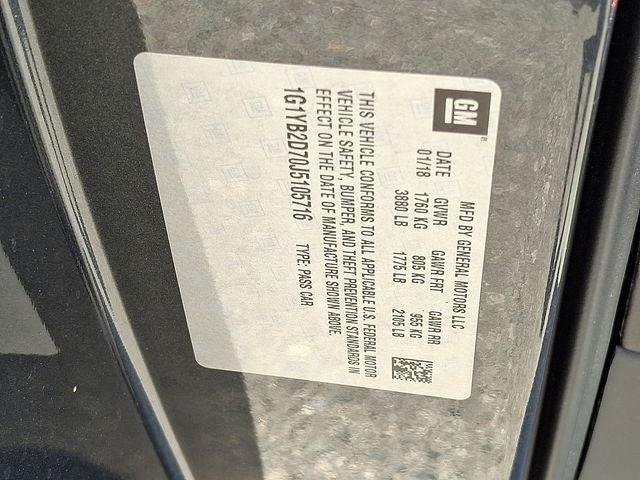 GM
MFD BY GENERAL MOTORS LLC
DATE GVWR GAWR FRT GAWR RR
01/18 1760 KG 805 KG 955 KG
3880 LB 1775 LB 2105 LB
THIS VEHICLE CONFORMS TO ALL APPLICABLE U.S. FEDERAL MOTOR
VEHICLE SAFETY, BUMPER, AND THEFT PREVENTION STANDARDS IN
EFFECT ON THE DATE OF MANUFACTURE SHOWN ABOVE.
1G1YB2D70J5105716 TYPE: PASS CAR